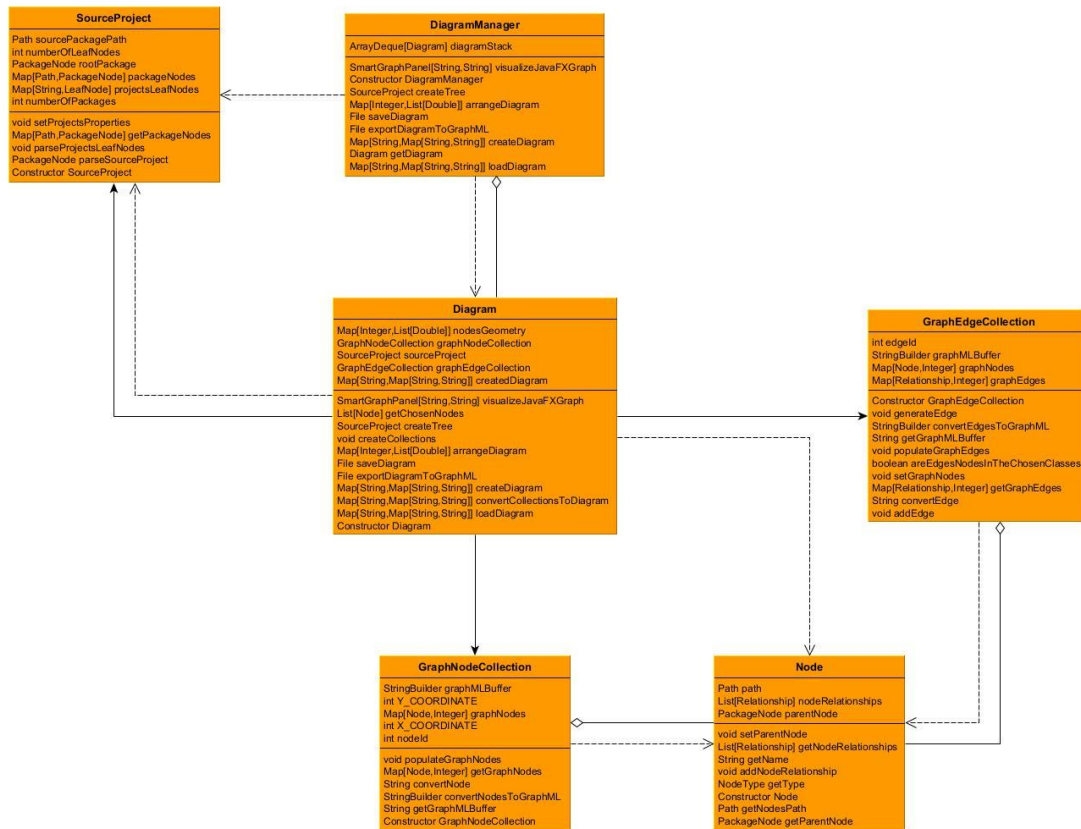 SourceProject
Path sourcePackagePath
int numberOfLeafNodes
PackageNode rootPackage
Map[Path,PackageNode] packageNodes
Map[String,LeafNode] projectsLeafNodes
int numberOfPackages
void setProjectsProperties
Map[Path,PackageNode] getPackageNodes
void parseProjectsLeafNodes
PackageNode parseSourceProject
Constructor SourceProject
DiagramManager
ArrayDeque[Diagram] diagramStack
SmartGraphPanel[String,String] visualizeJavaFXGraph
Constructor DiagramManager
SourceProject createTree
Map[Integer,List[Double]] arrangeDiagram
File saveDiagram
File exportDiagramToGraphML
Map[String,Map[String,String]] createDiagram
Diagram getDiagram
Map[String,Map[String,String]] loadDiagram
Diagram
Map[Integer,List[Double]] nodesGeometry
GraphNodeCollection graphNodeCollection
SourceProject sourceProject
GraphEdgeCollection graphEdgeCollection
Map[String,Map[String,String]] createdDiagram
SmartGraphPanel[String,String] visualizeJavaFXGraph
List[Node] getChosenNodes
SourceProject createTree
void createCollections
Map[Integer,List[Double]] arrangeDiagram
File saveDiagram
File exportDiagramToGraphML
Map[String,Map[String,String]] createDiagram
Map[String,Map[String,String]] convertCollectionsToDiagram
Map[String,Map[String,String]] loadDiagram
Constructor Diagram
GraphEdgeCollection
int edgeId
StringBuilder graphMLBuffer
Map[Node,Integer] graphNodes
Map[Relationship,Integer] graphEdges
Constructor GraphEdgeCollection
void generateEdge
StringBuilder convertEdgesToGraphML
String getGraphMLBuffer
void populateGraphEdges
boolean areEdgesNodesInTheChosenClasses
void setGraphNodes
Map[Relationship,Integer] getGraphEdges
String convertEdge
void addEdge
GraphNodeCollection
StringBuilder graphMLBuffer
int Y_COORDINATE
Map[Node,Integer] graphNodes
int X_COORDINATE
int nodeId
void populateGraphNodes
Map[Node,Integer] getGraphNodes
String convertNode
StringBuilder convertNodesToGraphML
String getGraphMLBuffer
Constructor GraphNodeCollection
Node
Path path
List[Relationship] nodeRelationships
PackageNode parentNode
void setParentNode
List[Relationship] getNodeRelationships
String getName
void addNodeRelationship
NodeType getType
Constructor Node
Path getNodesPath
PackageNode getParentNode